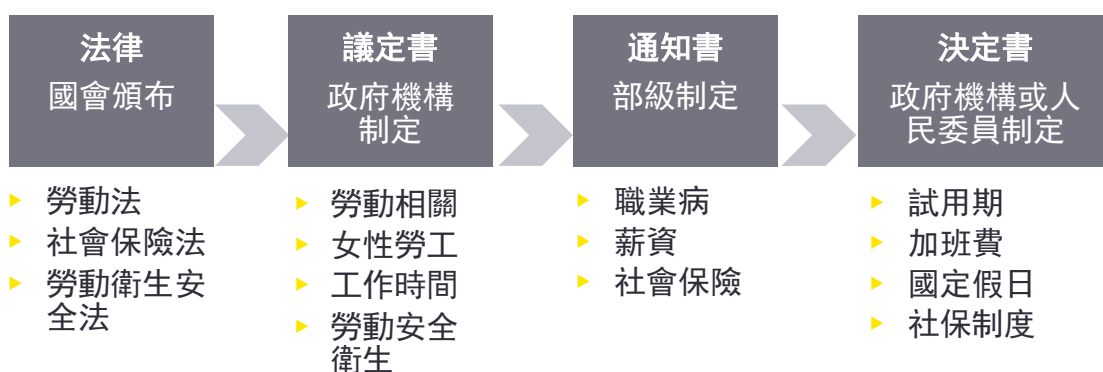 法律
國會頒布
議定書
政府機構
制定
通知書
部級制定
決定書
政府機構或人
民委員制定
勞動法
社會保險法
勞動衛生安
全法
勞動相關
女性勞工
工作時間
勞動安全
衛生
職業病
薪資
社會保險
試用期
加班費
國定假日
社保制度